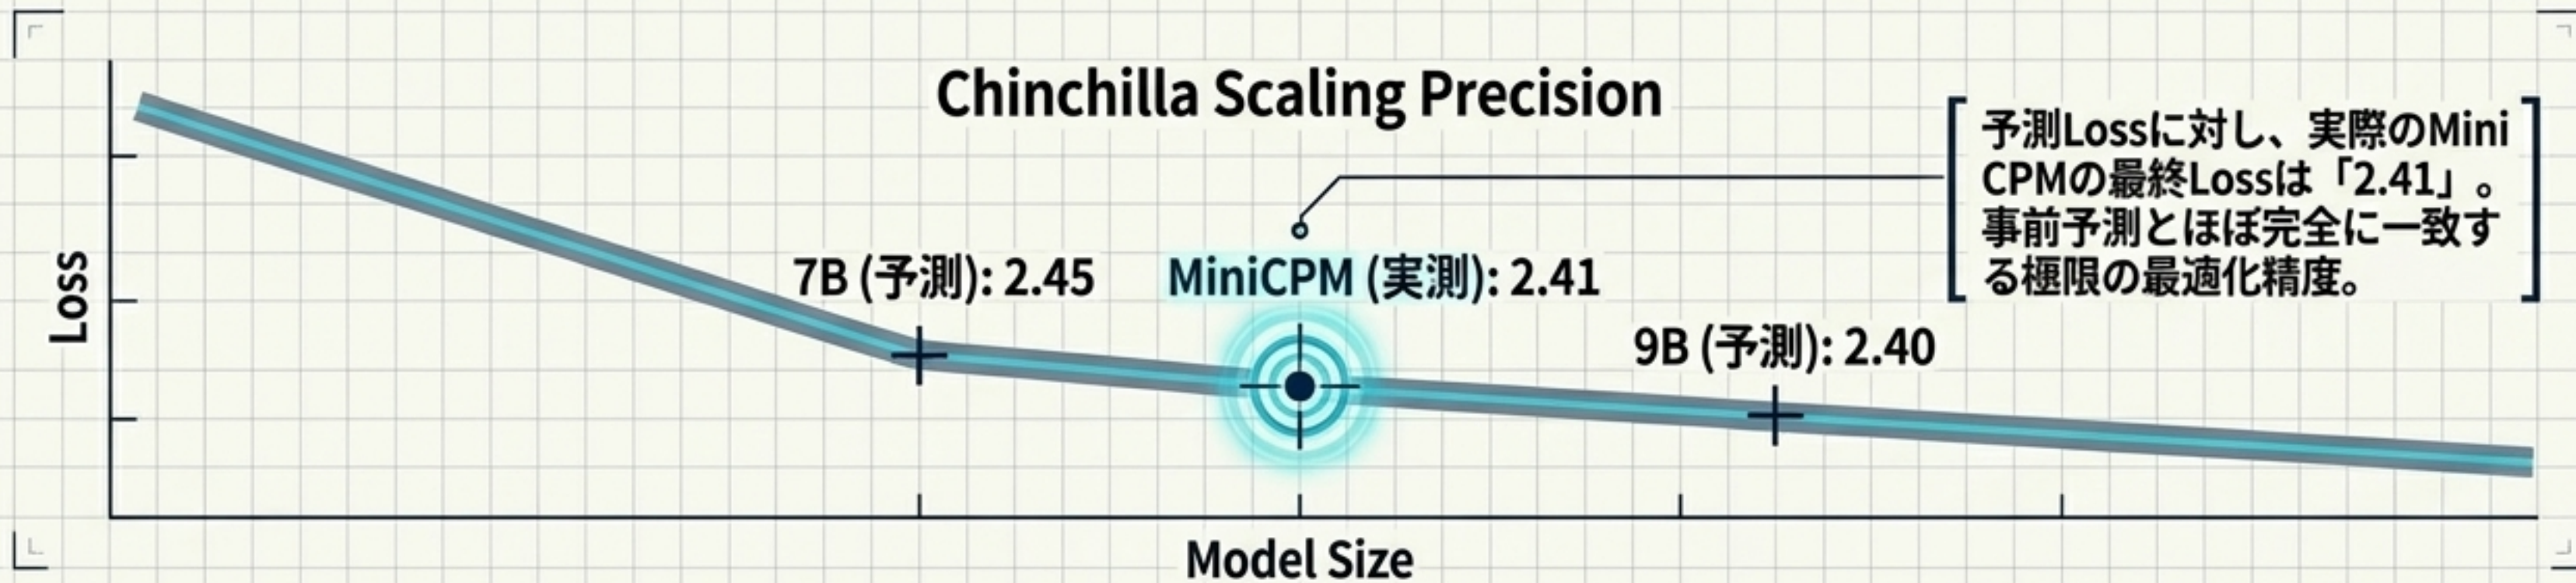 Chinchilla Scaling Precision
予測Lossに対し、実際のMini
CPMの最終Lossは「2.41」。
事前予測とほぼ完全に一致す
る極限の最適化精度。
7B (予測): 2.45
MiniCPM (実測): 2.41
9B (予測): 2.40
Loss
Model Size